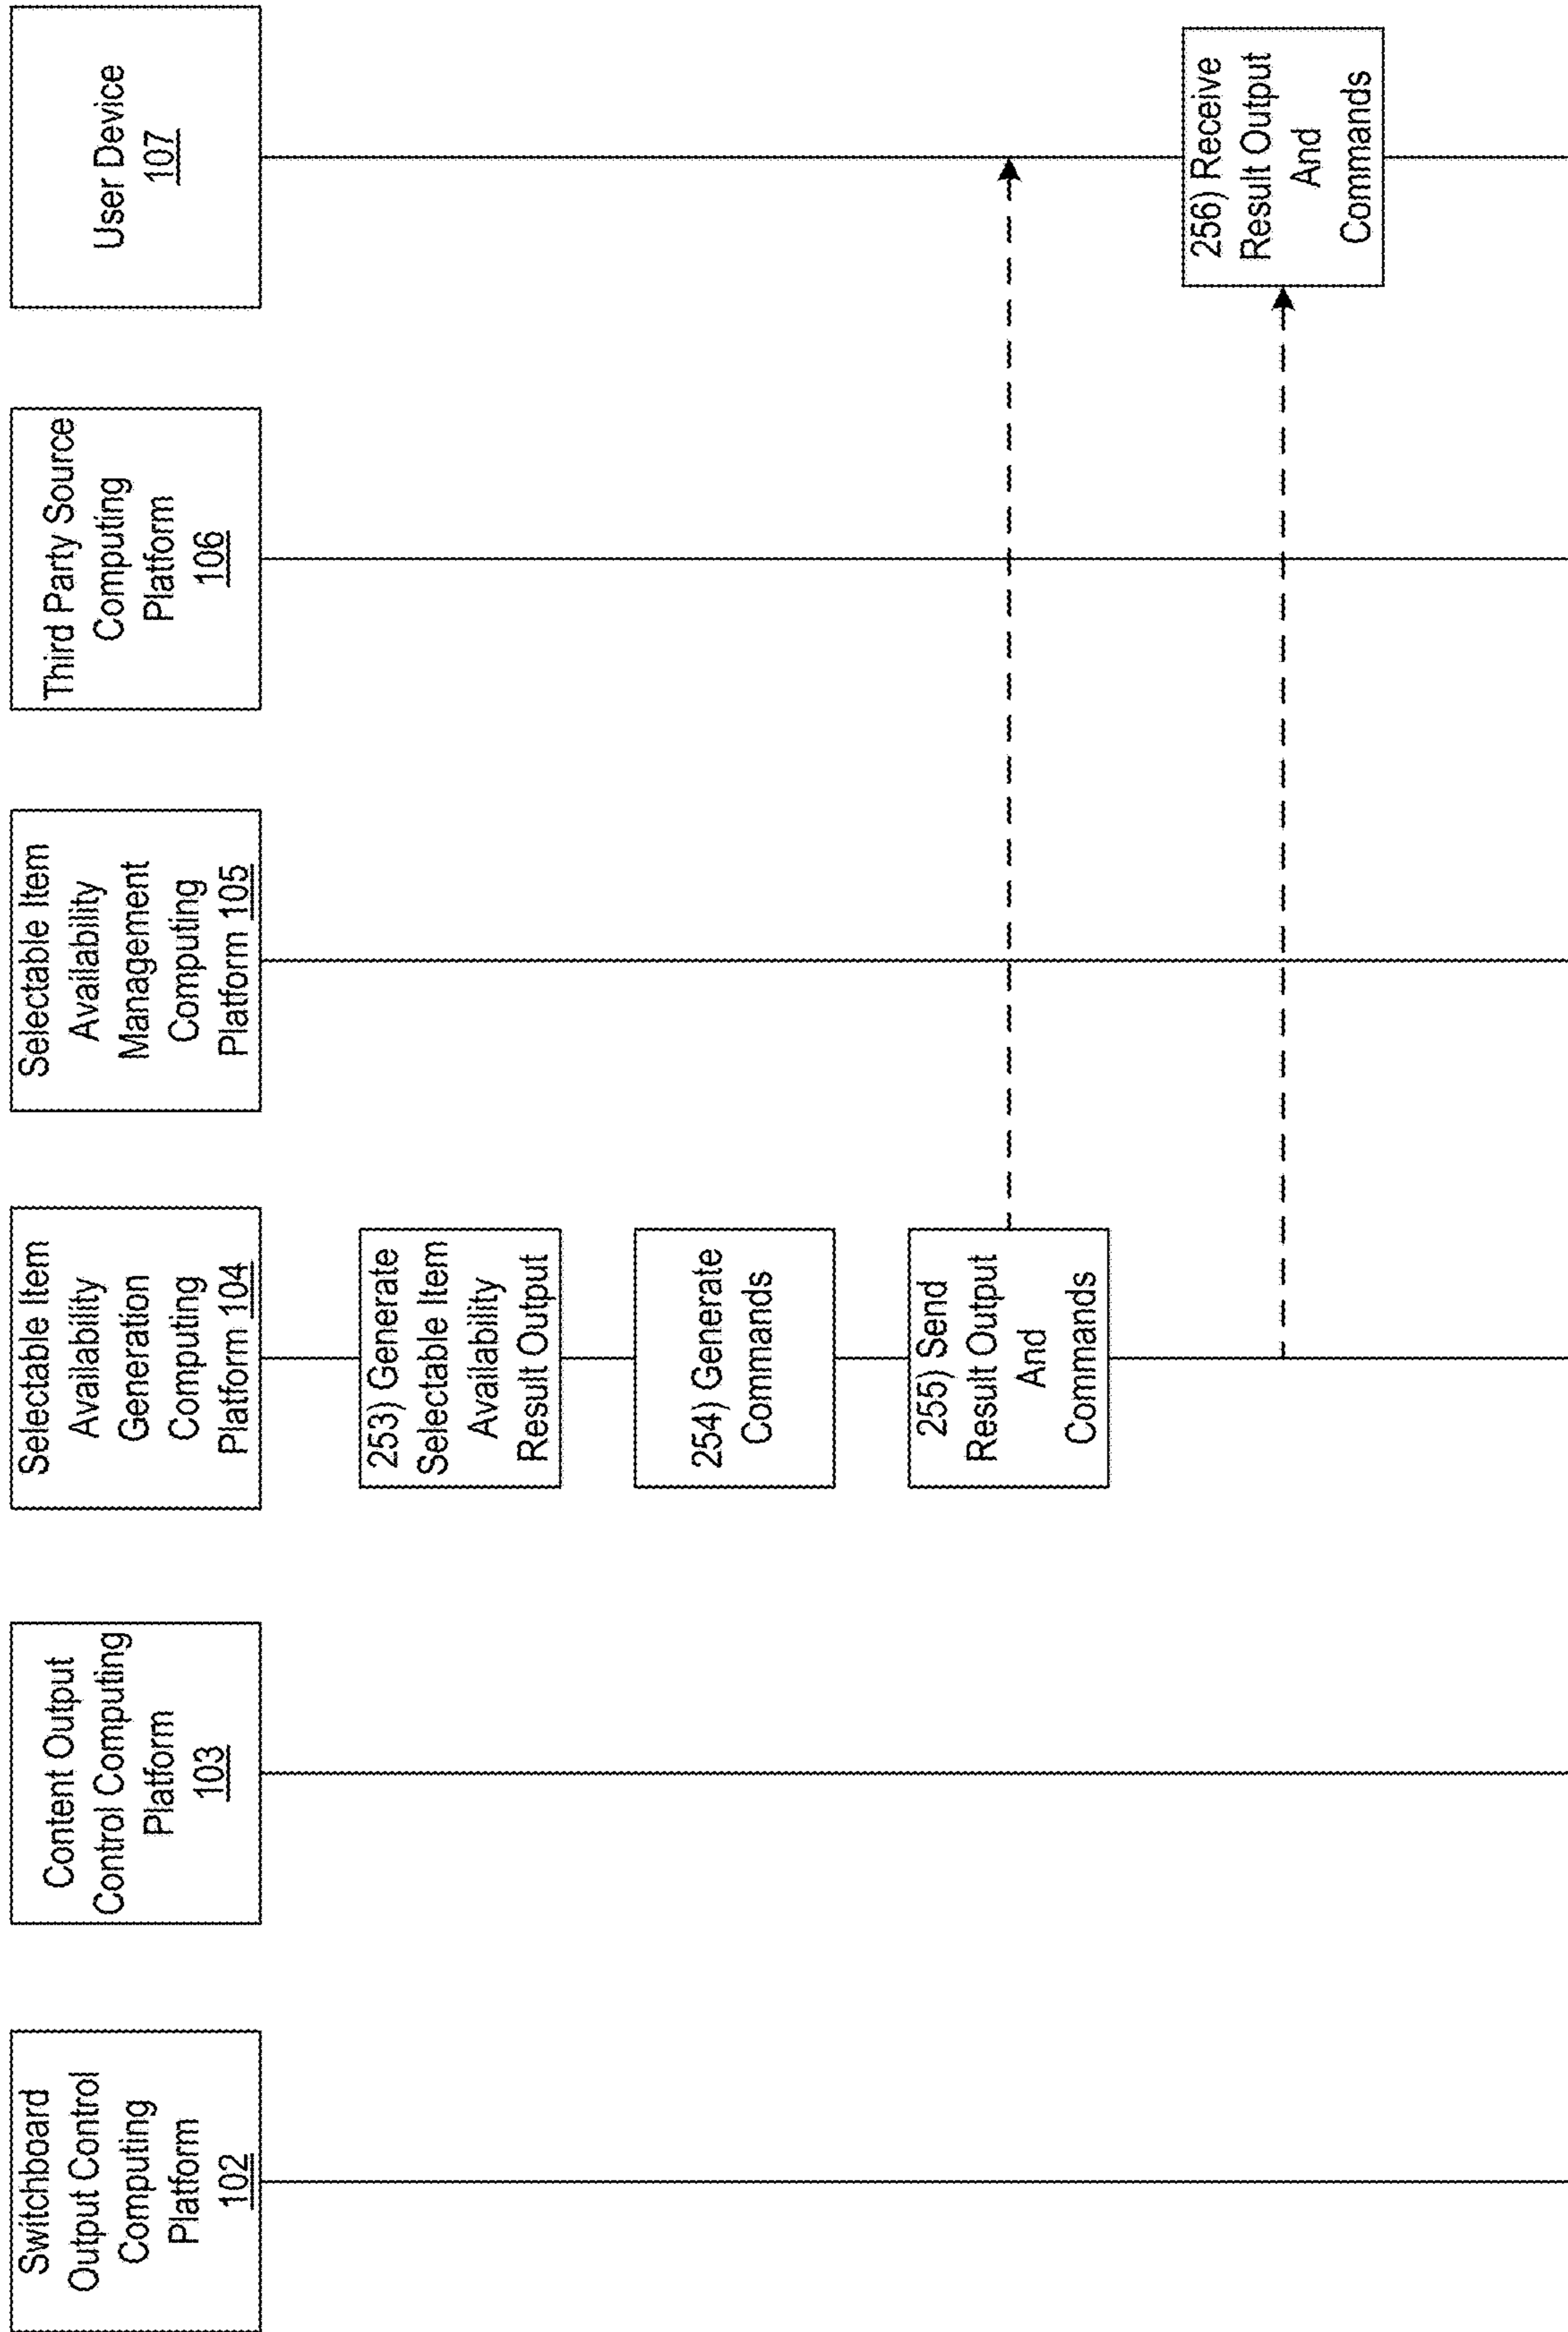 Switchboard
Output Control
Computing
Platform
102
Content Output
Control Computing
Platform
103
Selectable Item
Availability
Generation
Computing
Platform 104
Selectable Item
Availability
Management
Computing
Platform 105
Third Party Source
Computing
Platform
106
User Device
107
253) Generate
Selectable Item
Availability
Result Output
254) Generate
Commands
255) Send
Result Output
And
Commands
256) Receive
Result Output
And
Commands